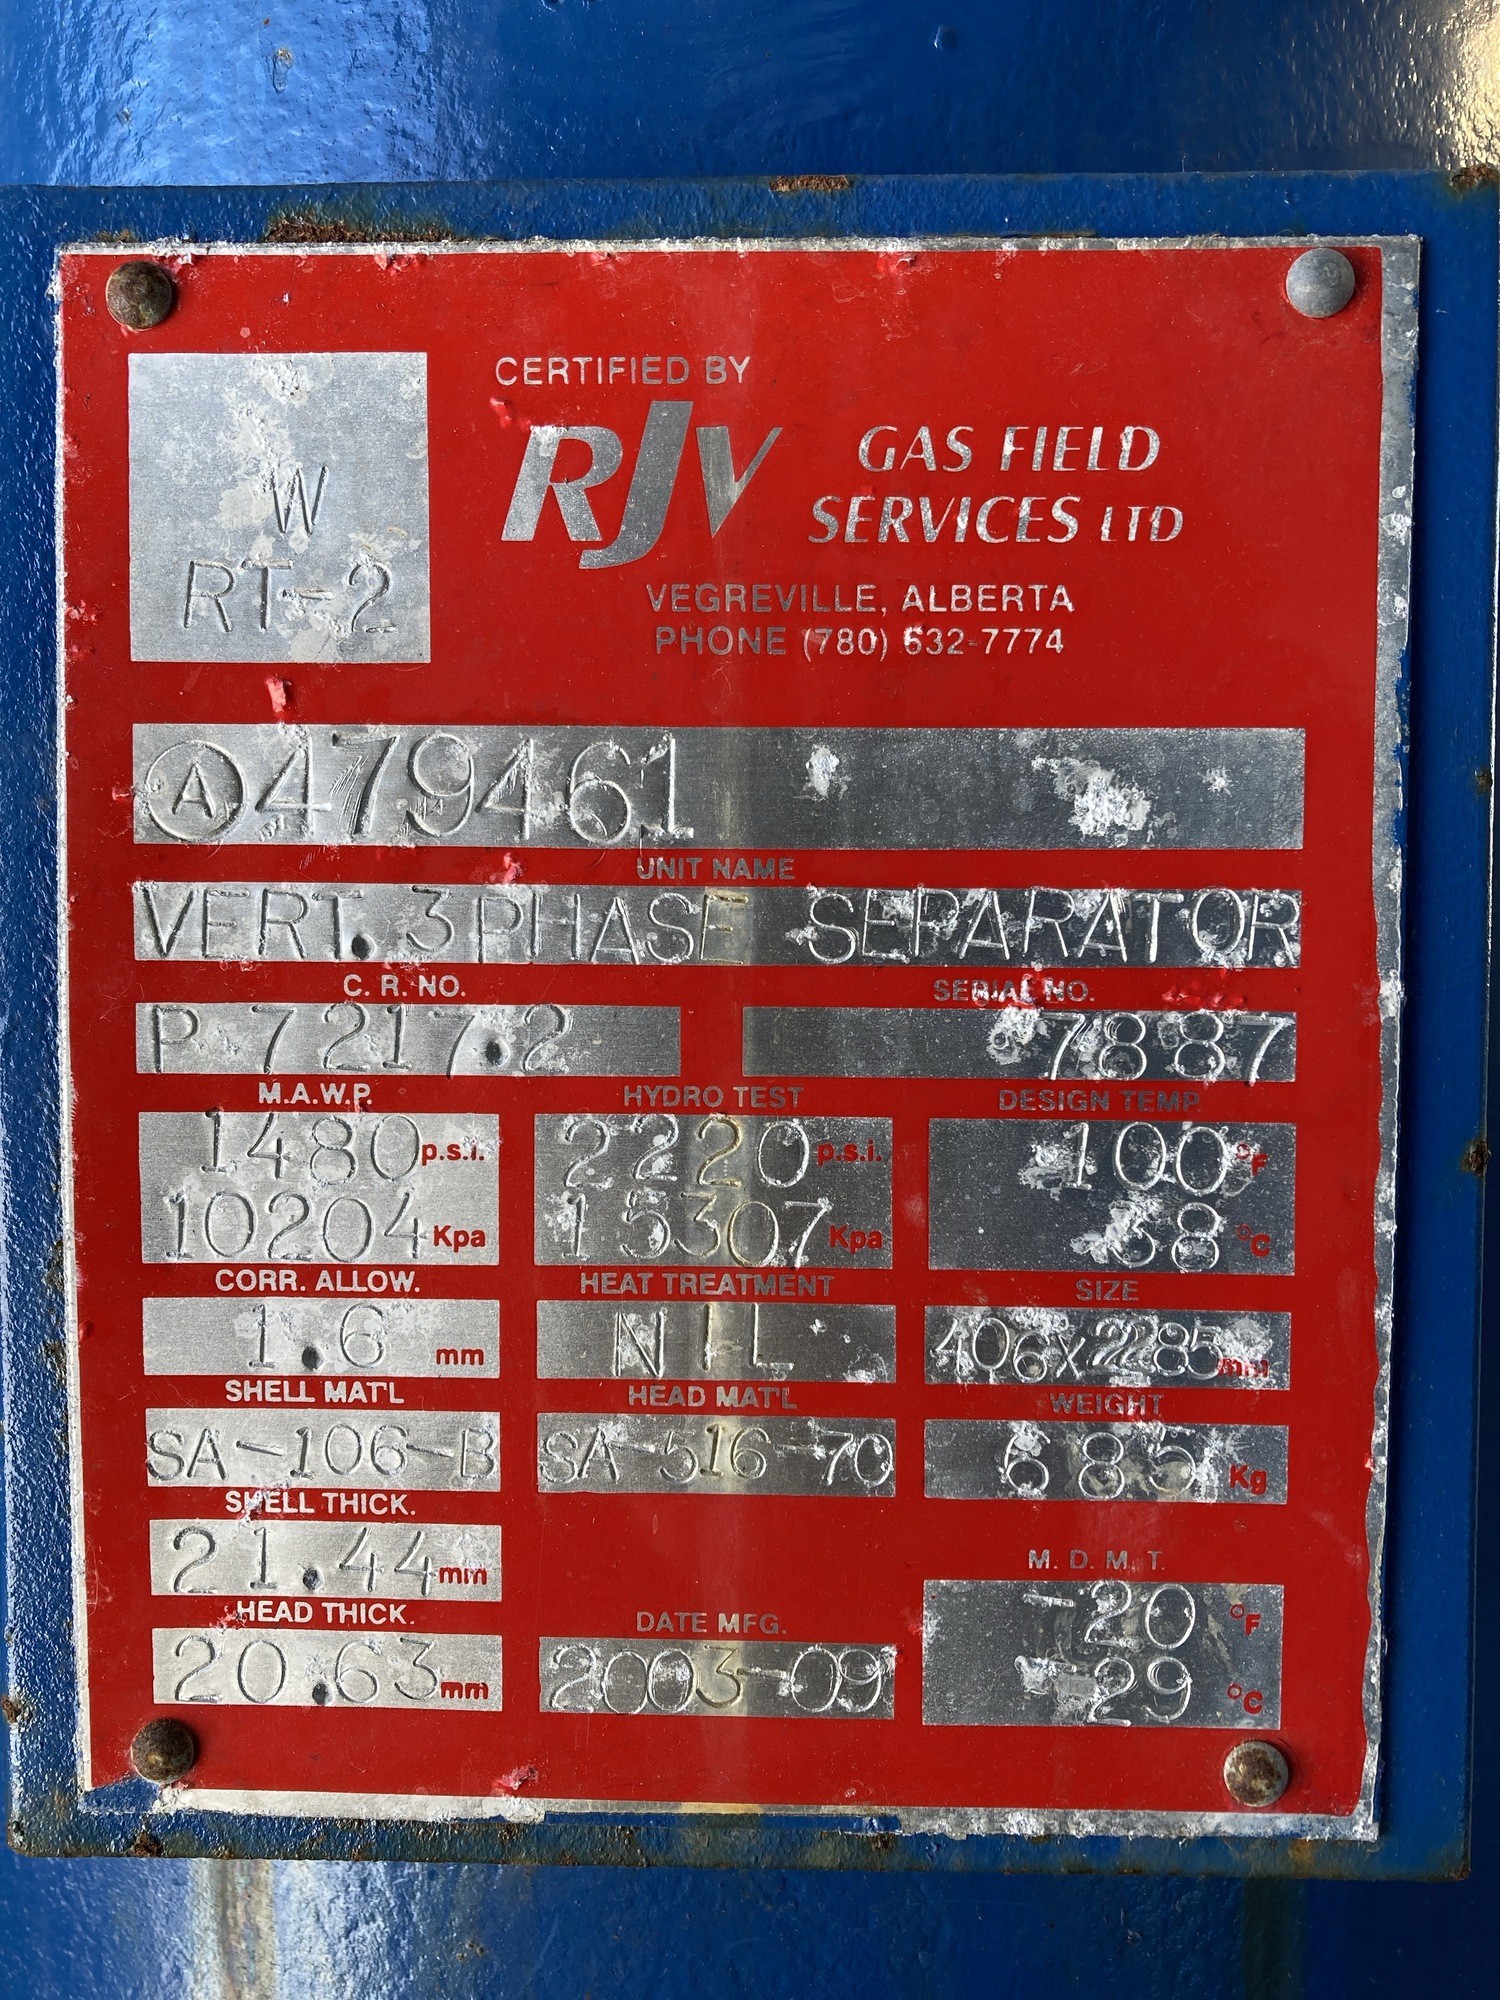 CERTIFIED BY
RJV GAS FIELD
SERVICES LTD
VEGREVILLE, ALBERTA
PHONE (780) 632-7774
W
RT-2
Ⓐ479461
UNIT NAME
VERT. 3 PHASE SEPARATOR
C. R. NO. SERIAL NO.
P 7217.2 7887
M.A.W.P. HYDRO TEST DESIGN TEMP.
1480 p.s.i. 2220 p.s.i. 100 °F
10204 Kpa 15307 Kpa 38 °C
CORR. ALLOW. HEAT TREATMENT SIZE
1.6 mm NIL 406X2285 mm
SHELL MAT'L HEAD MAT'L WEIGHT
SA-106-B SA-516-70 685 Kg
SHELL THICK.
21.44 mm
M. D. M. T.
-20 °F
-29 °C
HEAD THICK. DATE MFG.
20.63 mm 2003-09